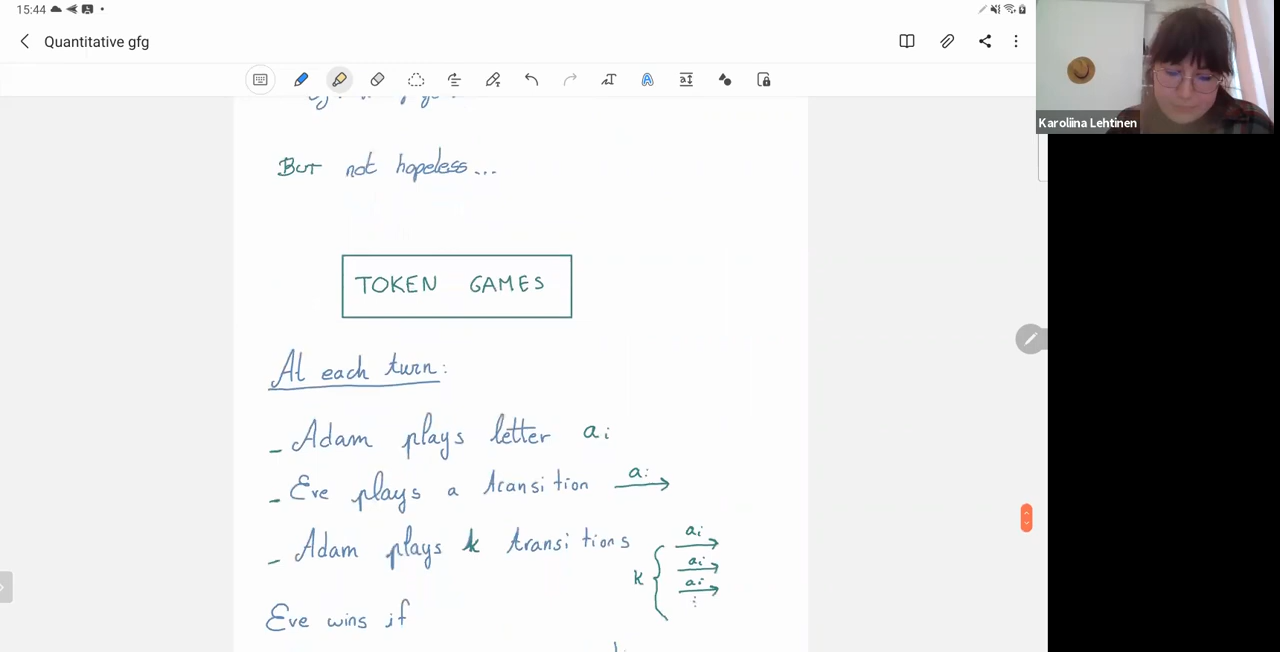 15:44
Quantitative gfg
Karoliina Lehtinen
But not hopeless...
TOKEN GAMES
At each turn:
- Adam plays letter ai
- Eve plays a transition ai
- Adam plays k transitions ai
k { ai
ai
Eve wins if